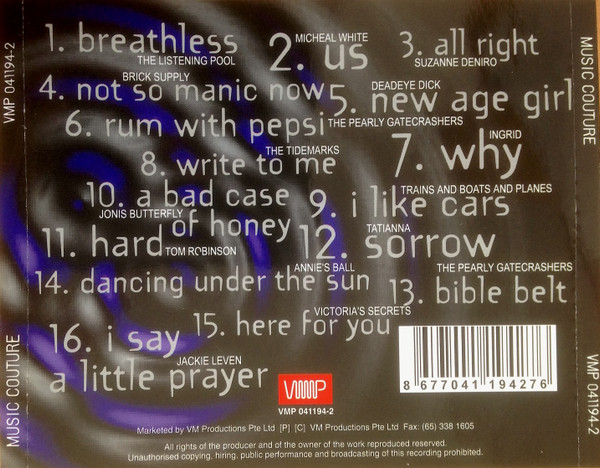 VMP 041194-2
MUSIC COUTURE
1. breathless
THE LISTENING POOL
2. us
MICHEAL WHITE
3. all right
SUZANNE DENIRO
4. not so manic now
BRICK SUPPLY
5. new age girl
DEADEYE DICK
6. rum with pepsi
THE PEARLY GATECRASHERS
7. why
INGRID
8. write to me
THE TIDEMARKS
9. i like cars
TRAINS AND BOATS AND PLANES
10. a bad case
of honey
JONIS BUTTERFLY
11. hard
TOM ROBINSON
12. sorrow
TATIANNA
13. bible belt
THE PEARLY GATECRASHERS
14. dancing under the sun
ANNIE'S BALL
15. here for you
VICTORIA'S SECRETS
16. i say
a little prayer
JACKIE LEVEN
VMP
VMP 041194-2
8 677041 194276
Marketed by VM Productions Pte Ltd [P] [C] VM Productions Pte Ltd Fax: (65) 338 1605
All rights of the producer and of the owner of the work reproduced reserved.
Unauthorised copying, hiring, public performance and broadcasting of this recording prohibited.
MUSIC COUTURE
VMP 041194-2